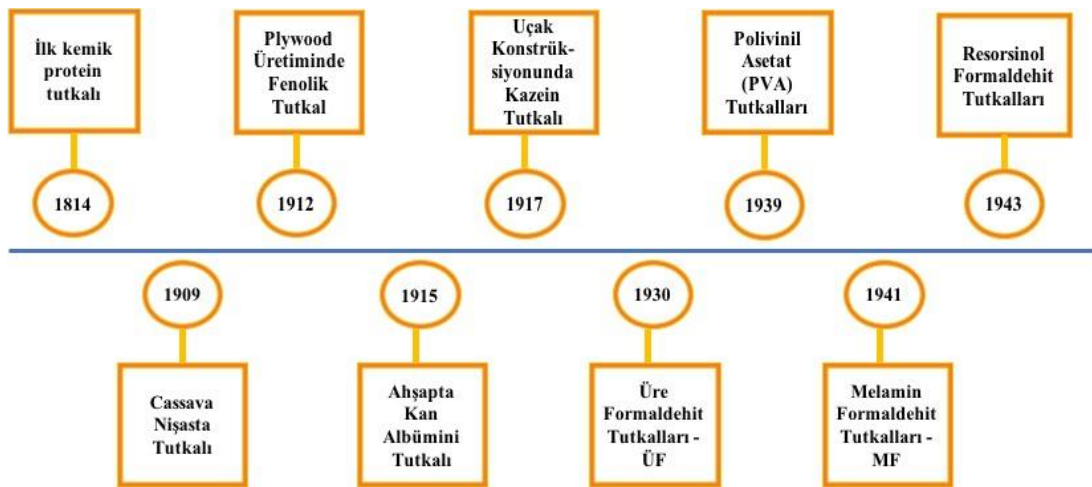 İlk kemik
protein
tutkalı
1814
Plywood
Üretiminde
Fenolik
Tutkal
1912
Uçak
Konstrük-
siyonunda
Kazein
Tutkalı
1917
Polivinil
Asetat
(PVA)
Tutkalları
1939
Resorsinol
Formaldehit
Tutkalları
1943
1909
Cassava
Nişasta
Tutkalı
1915
Ahşapta
Kan
Albümini
Tutkalı
1930
Üre
Formaldehit
Tutkalları -
ÜF
1941
Melamin
Formaldehit
Tutkalları -
MF